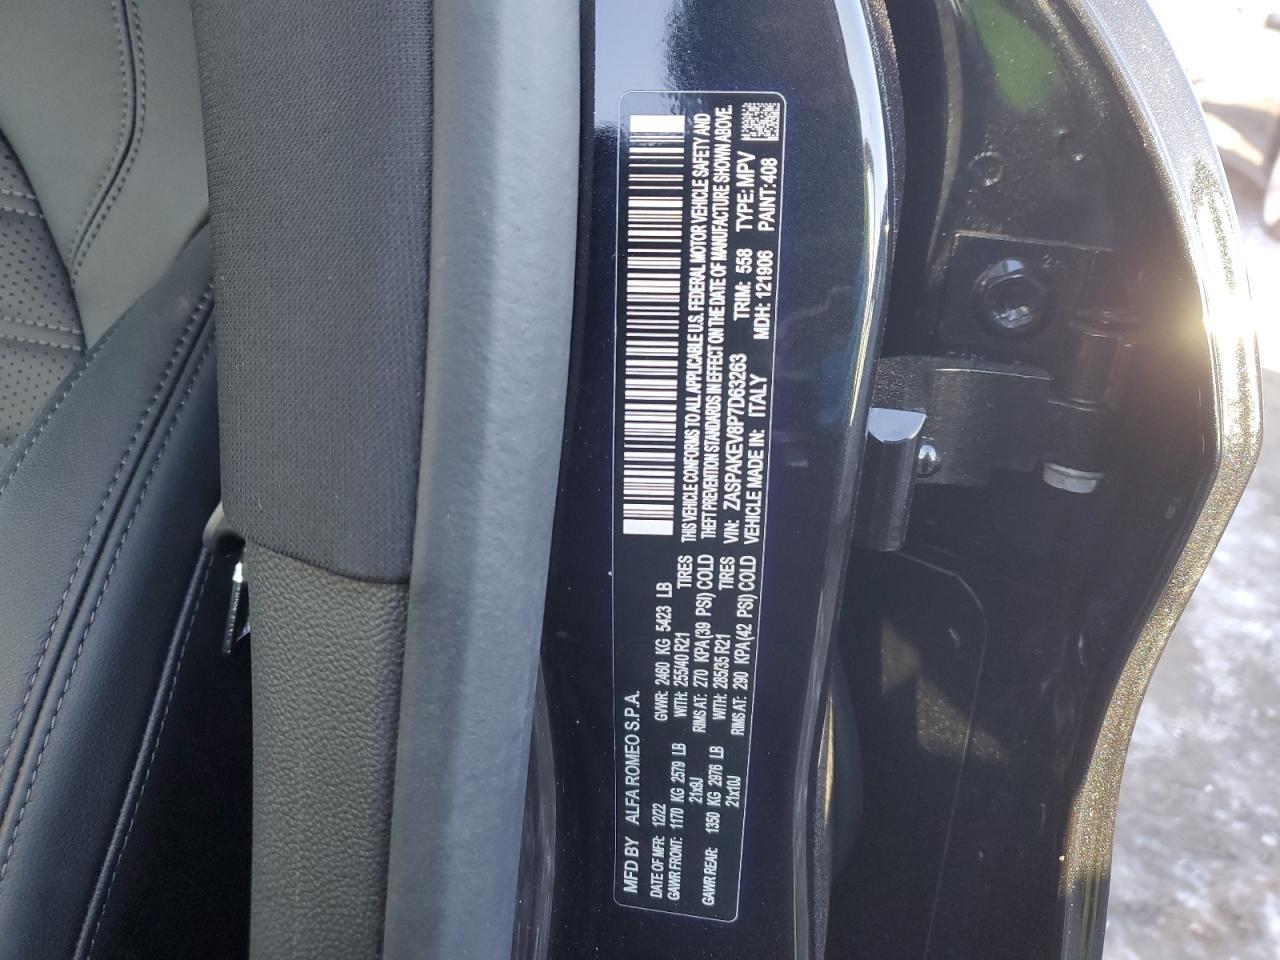 MFD BY ALFA ROMEO S.P.A.
DATE OF MFR: 12/22 GVWR: 2460 KG 5423 LB
GAWR FRONT: 1170 KG 2579 LB WITH: 255/40 R21 TIRES
21x9J RIMS AT: 270 KPA(39 PSI) COLD
GAWR REAR: 1350 KG 2976 LB WITH: 285/35 R21 TIRES
21x10J RIMS AT: 290 KPA(42 PSI) COLD
THIS VEHICLE CONFORMS TO ALL APPLICABLE U.S. FEDERAL MOTOR VEHICLE SAFETY AND
THEFT PREVENTION STANDARDS IN EFFECT ON THE DATE OF MANUFACTURE SHOWN ABOVE.
VIN: ZASPAKEV8P7D63263 TRIM: 558 TYPE: MPV
VEHICLE MADE IN: ITALY MDH: 121906 PAINT: 408